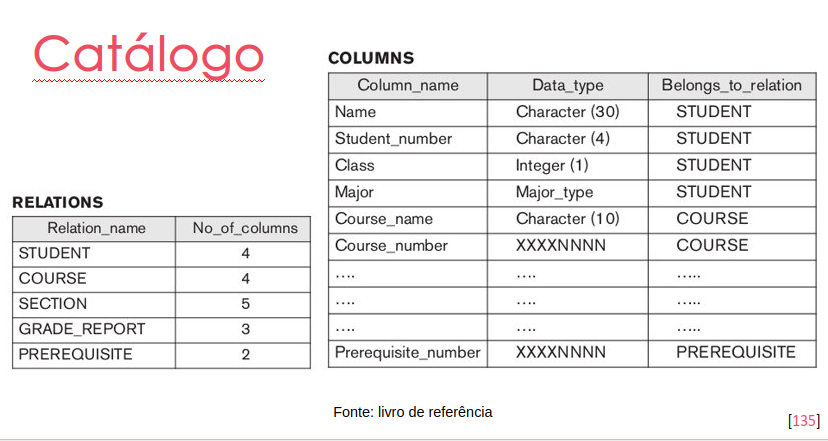 Catálogo
RELATIONS
Relation_name No_of_columns
STUDENT 4
COURSE 4
SECTION 5
GRADE_REPORT 3
PREREQUISITE 2
COLUMNS
Column_name Data_type Belongs_to_relation
Name Character (30) STUDENT
Student_number Character (4) STUDENT
Class Integer (1) STUDENT
Major Major_type STUDENT
Course_name Character (10) COURSE
Course_number XXXXNNNN COURSE
.... .... .....
.... .... .....
.... .... .....
Prerequisite_number XXXXNNNN PREREQUISITE
Fonte: livro de referência
[135]